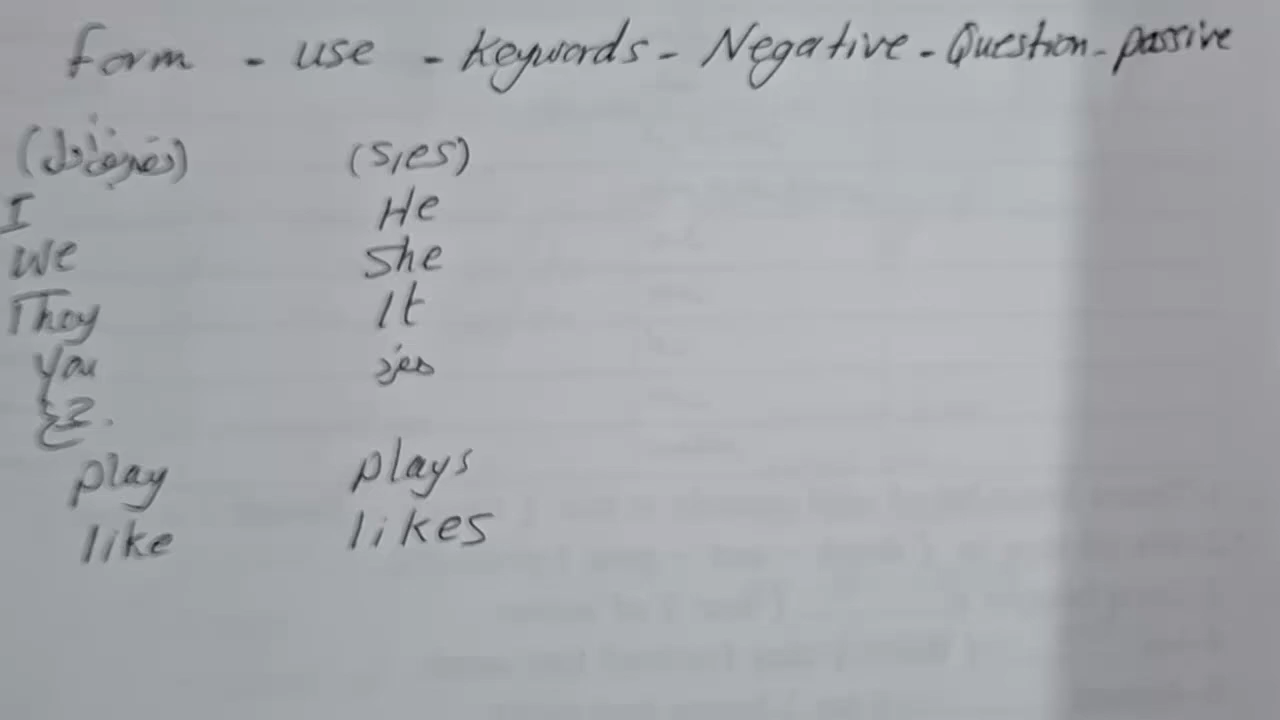 form - use - Keywords - Negative - Question - passive
(تصريف أول) (s, es)
I He
We She
They It
You مفرد
جمع.
play plays
like likes